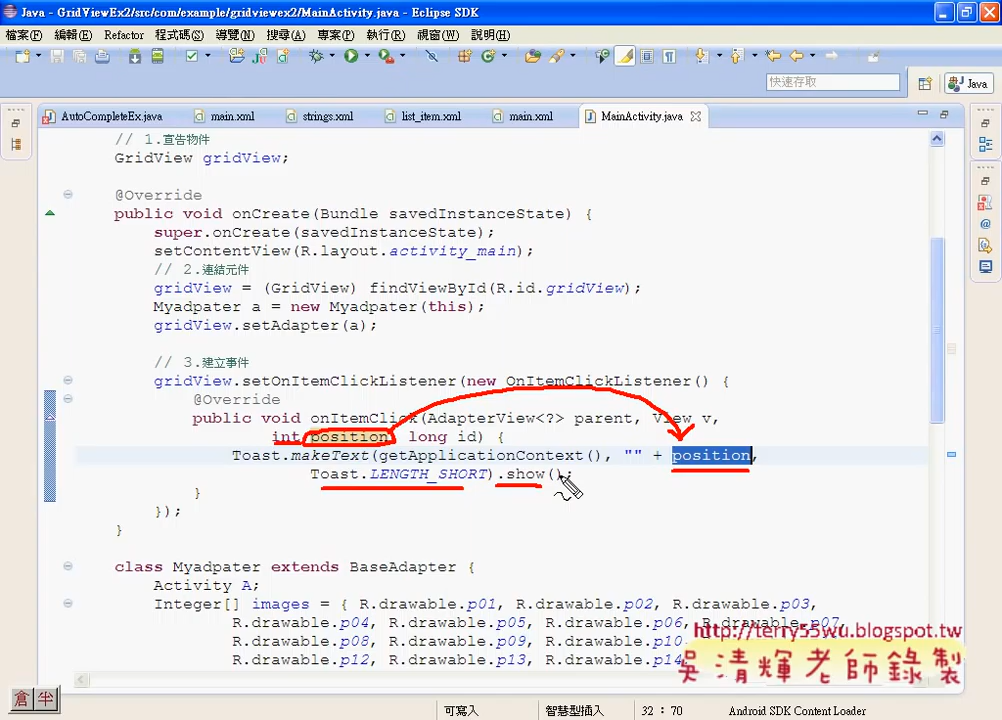 Java - GridViewEx2/src/com/example/gridviewex2/MainActivity.java - Eclipse SDK
檔案(F) 編輯(E) Refactor 程式碼(S) 導覽(N) 搜尋(A) 專案(P) 執行(R) 視窗(W) 說明(H)
快速存取
Java
AutoCompleteEx.java main.xml strings.xml list_item.xml main.xml MainActivity.java
// 1.宣告物件
GridView gridView;
@Override
public void onCreate(Bundle savedInstanceState) {
super.onCreate(savedInstanceState);
setContentView(R.layout.activity_main);
// 2.連結元件
gridView = (GridView) findViewById(R.id.gridView);
Myadpater a = new Myadpater(this);
gridView.setAdapter(a);
// 3.建立事件
gridView.setOnItemClickListener(new OnItemClickListener() {
@Override
public void onItemClick(AdapterView<?> parent, View v,
int position, long id) {
Toast.makeText(getApplicationContext(), "" + position,
Toast.LENGTH_SHORT).show();
}
});
}
class Myadpater extends BaseAdapter {
Activity A;
Integer[] images = { R.drawable.p01, R.drawable.p02, R.drawable.p03,
R.drawable.p04, R.drawable.p05, R.drawable.p06, R.drawable.p07,
http://terry55wu.blogspot.tw
R.drawable.p08, R.drawable.p09, R.drawable.p10
R.drawable.p12, R.drawable.p13, R.drawable.p14
吳清輝老師錄製
倉 半
可寫入 智慧型插入 32 : 70 Android SDK Content Loader